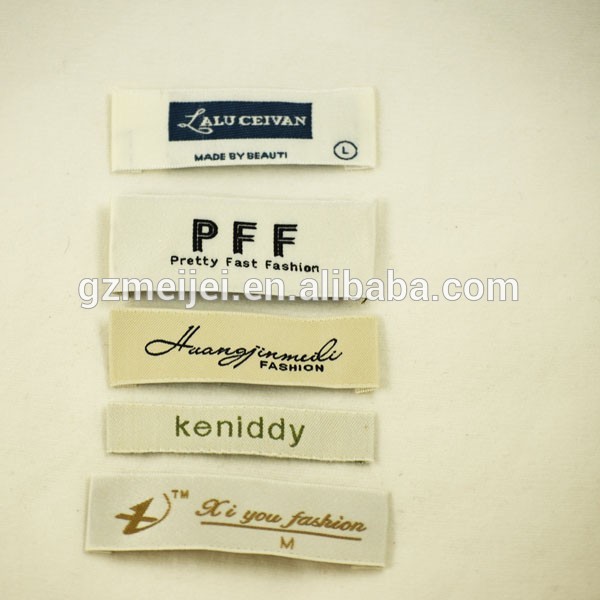 LALU CEIVAN
MADE BY BEAUTI
L
PFF
Pretty Fast Fashion
gzmeijei.en.alibaba.com
Huangjinmeili
FASHION
keniddy
TM
Xi you fashion
M